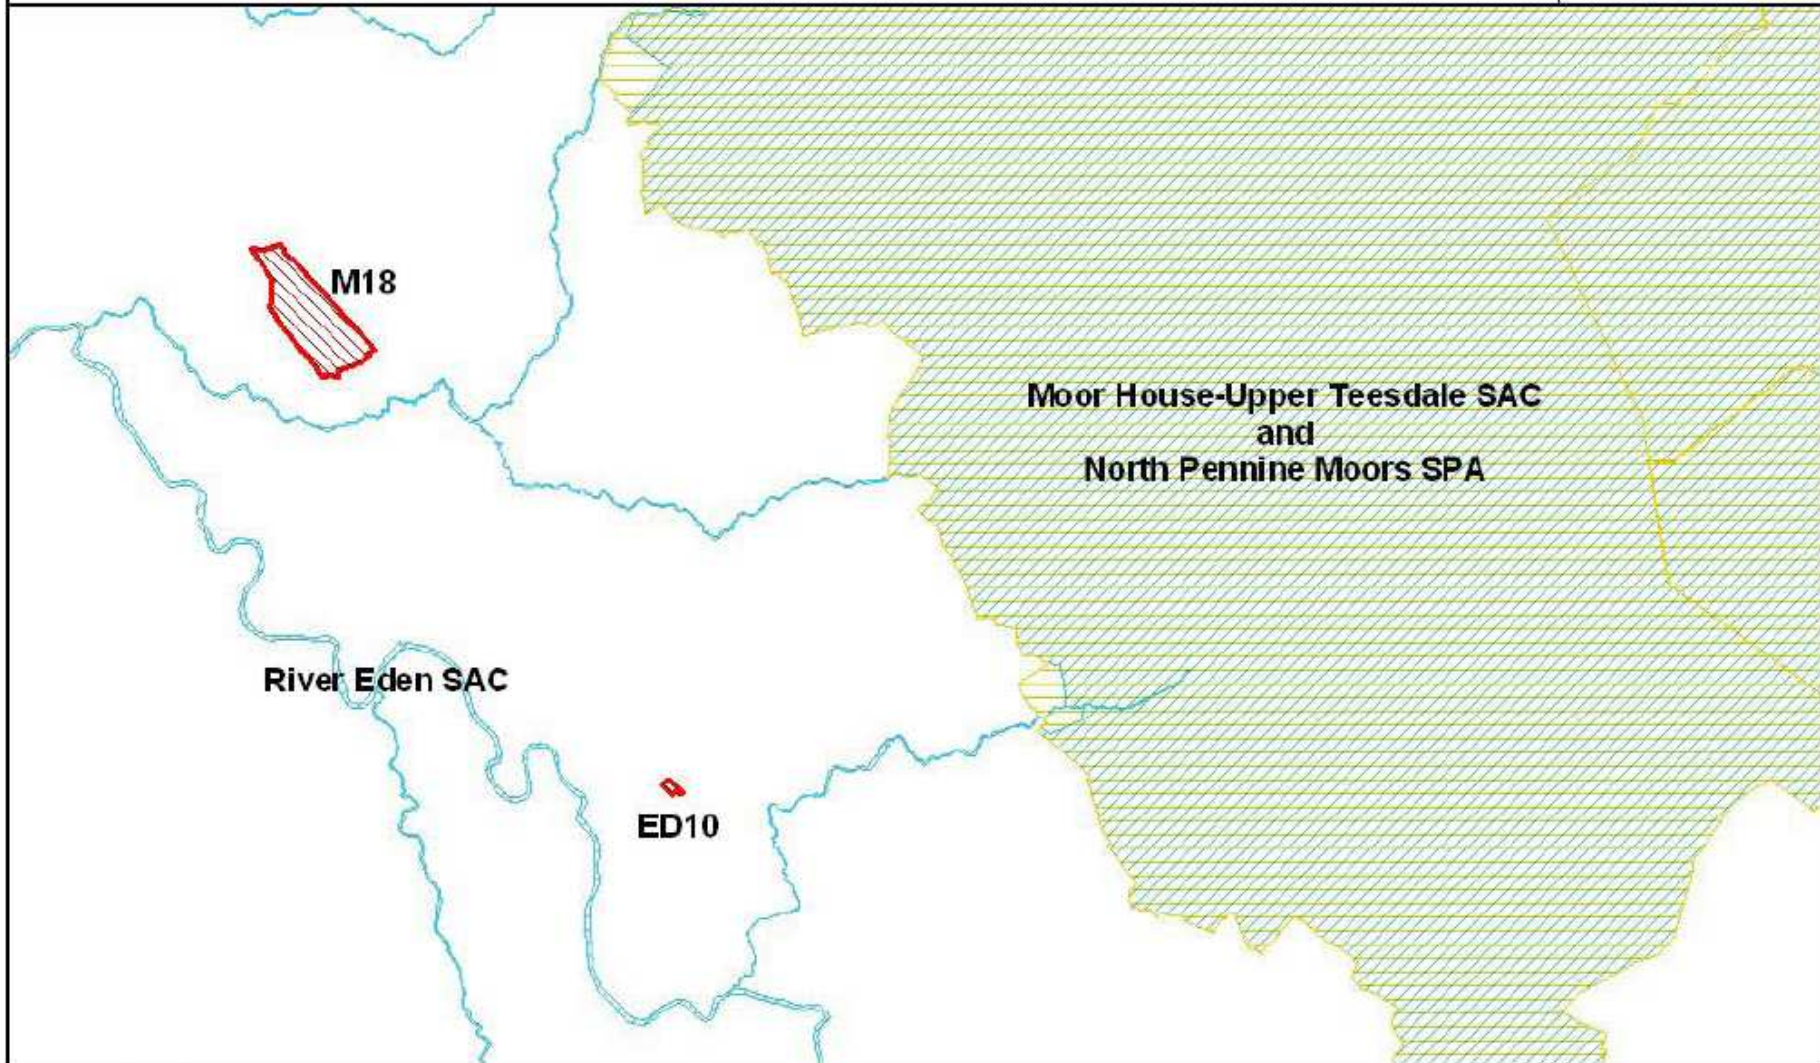 M18
Moor House-Upper Teesdale SAC
and
North Pennine Moors SPA
River Eden SAC
ED10